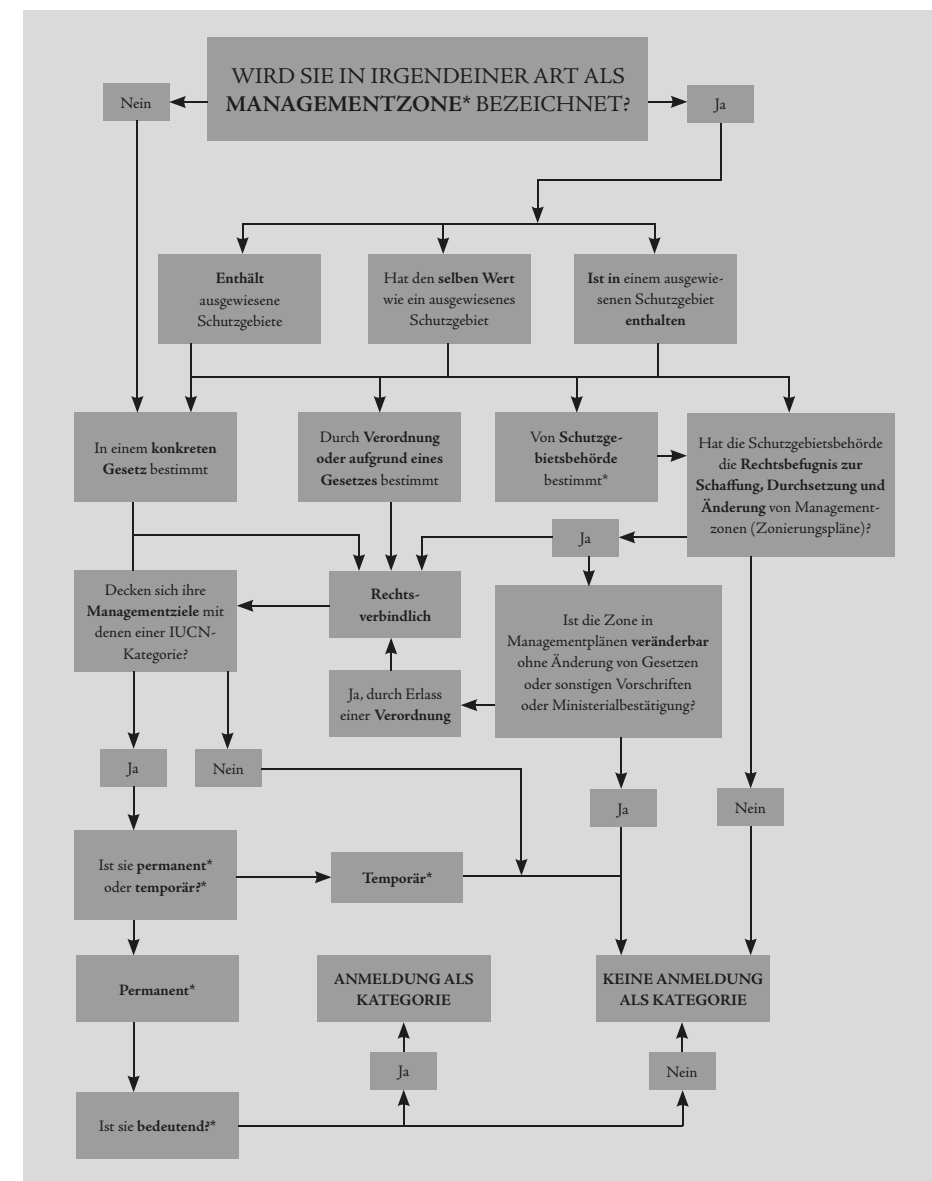 WIRD SIE IN IRGENDEINER ART ALS
MANAGEMENTZONE* BEZEICHNET?
Nein
Ja
Enthält
ausgewiesene
Schutzgebiete
Hat den selben Wert
wie ein ausgewiesenes
Schutzgebiet
Ist in einem ausgewie-
senen Schutzgebiet
enthalten
In einem konkreten
Gesetz bestimmt
Durch Verordnung
oder aufgrund eines
Gesetzes bestimmt
Von Schutzge-
bietsbehörde
bestimmt*
Hat die Schutzgebietsbehörde
die Rechtsbefugnis zur
Schaffung, Durchsetzung und
Änderung von Management-
zonen (Zonierungspläne)?
Ja
Decken sich ihre
Managementziele mit
denen einer IUCN-
Kategorie?
Rechts-
verbindlich
Ist die Zone in
Managementplänen veränderbar
ohne Änderung von Gesetzen
oder sonstigen Vorschriften
oder Ministerialbestätigung?
Ja, durch Erlass
einer Verordnung
Ja
Nein
Ja
Nein
Ist sie permanent*
oder temporär?*
Temporär*
Permanent*
ANMELDUNG ALS
KATEGORIE
KEINE ANMELDUNG
ALS KATEGORIE
Ja
Nein
Ist sie bedeutend?*